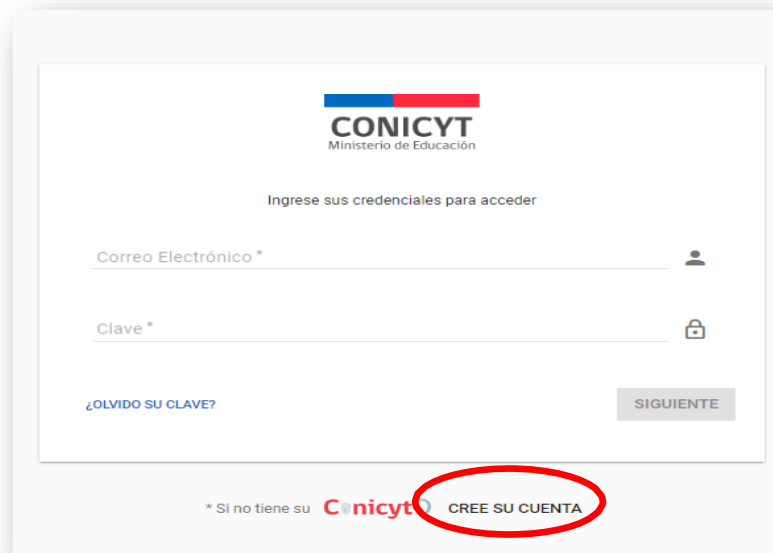 CONICYT
Ministerio de Educación
Ingrese sus credenciales para acceder
Correo Electrónico *
Clave *
¿OLVIDO SU CLAVE?
SIGUIENTE
* Si no tiene su Conicyt CREE SU CUENTA